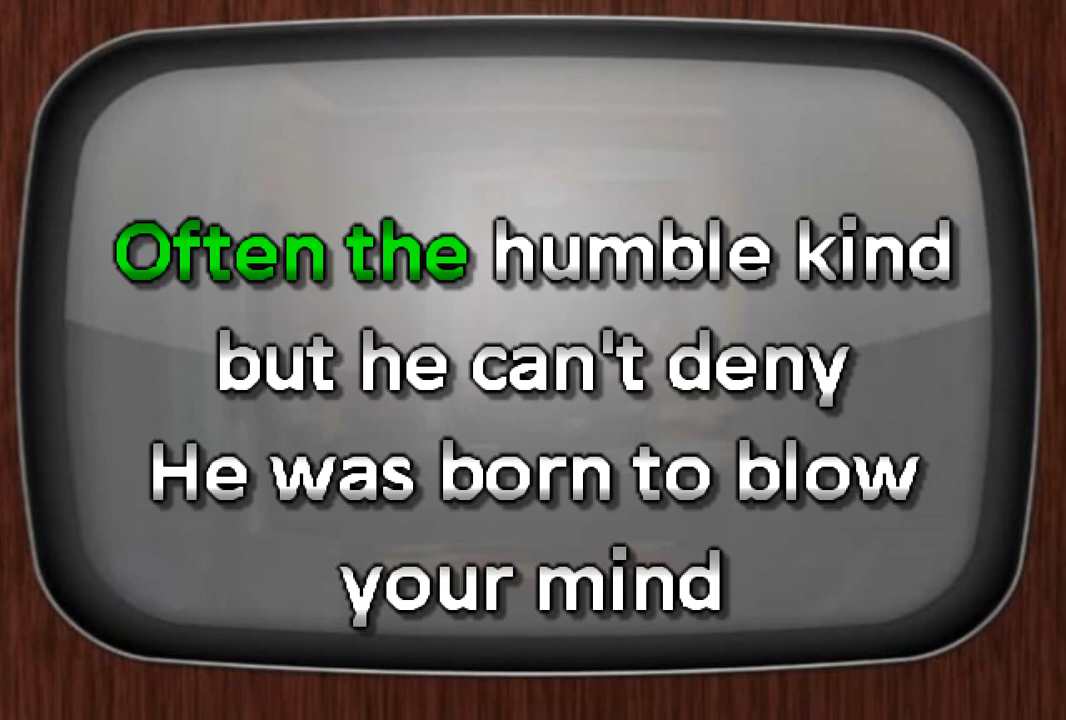 Often the humble kind
but he can't deny
He was born to blow
your mind